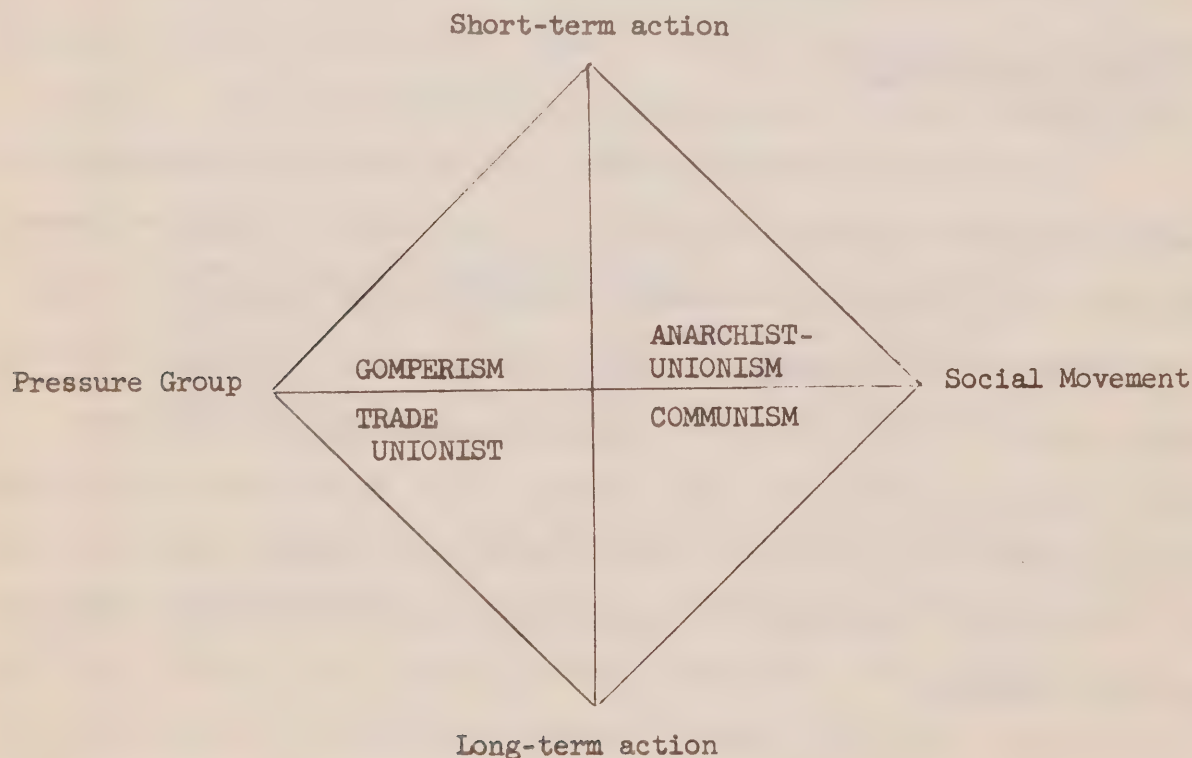 Short-term action
ANARCHIST-
GOMPERISM UNIONISM
Pressure Group Social Movement
TRADE COMMUNISM
UNIONIST
Long-term action